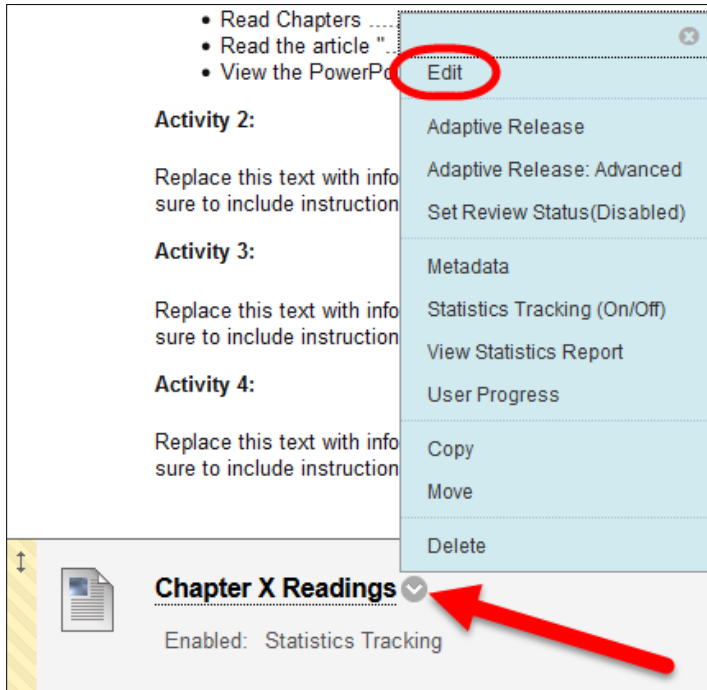 • Read Chapters .....
• Read the article "..
• View the PowerPo
Activity 2:
Replace this text with info
sure to include instruction
Activity 3:
Replace this text with info
sure to include instruction
Activity 4:
Replace this text with info
sure to include instruction
Edit
Adaptive Release
Adaptive Release: Advanced
Set Review Status(Disabled)
Metadata
Statistics Tracking (On/Off)
View Statistics Report
User Progress
Copy
Move
Delete
Chapter X Readings
Enabled: Statistics Tracking